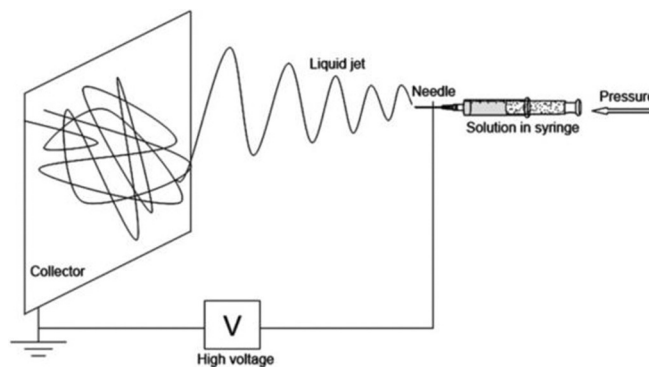 Liquid jet
Needle
Pressure
Solution in syringe
Collector
V
High voltage